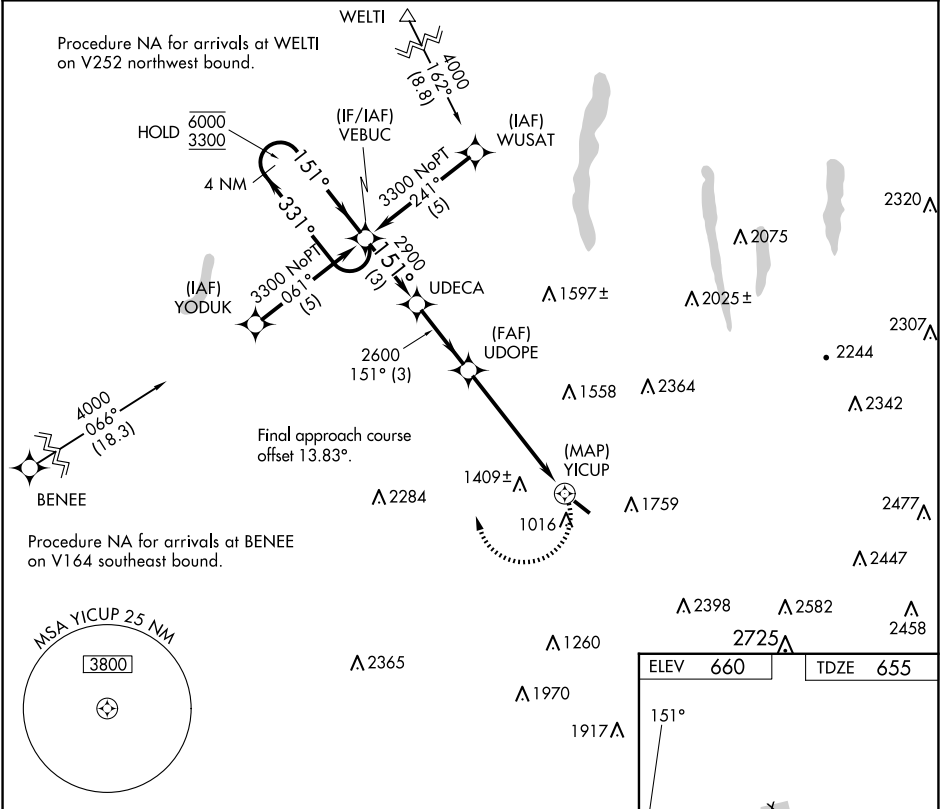 WELTI
Procedure NA for arrivals at WELTI
on V252 northwest bound.
4000
162°
(8.8)
HOLD
6000
3300
4 NM
(IF/IAF)
VEBUC
(IAF)
WUSAT
151°
331°
3300 NoPT
241°
(5)
2320
2075
(IAF)
YODUK
3300 NoPT
061°
(5)
2900
151°
(3)
UDECA
1597±
2025±
2307
2600
151° (3)
(FAF)
UDOPE
2244
4000
066°
(18.3)
BENEE
1558
2364
2342
Final approach course
offset 13.83°.
(MAP)
YICUP
1409±
2284
1016
1759
2477
Procedure NA for arrivals at BENEE
on V164 southeast bound.
2447
MSA YICUP 25 NM
3800
2398
2582
2458
2725
1260
2365
1970
1917
ELEV 660
TDZE 655
151°